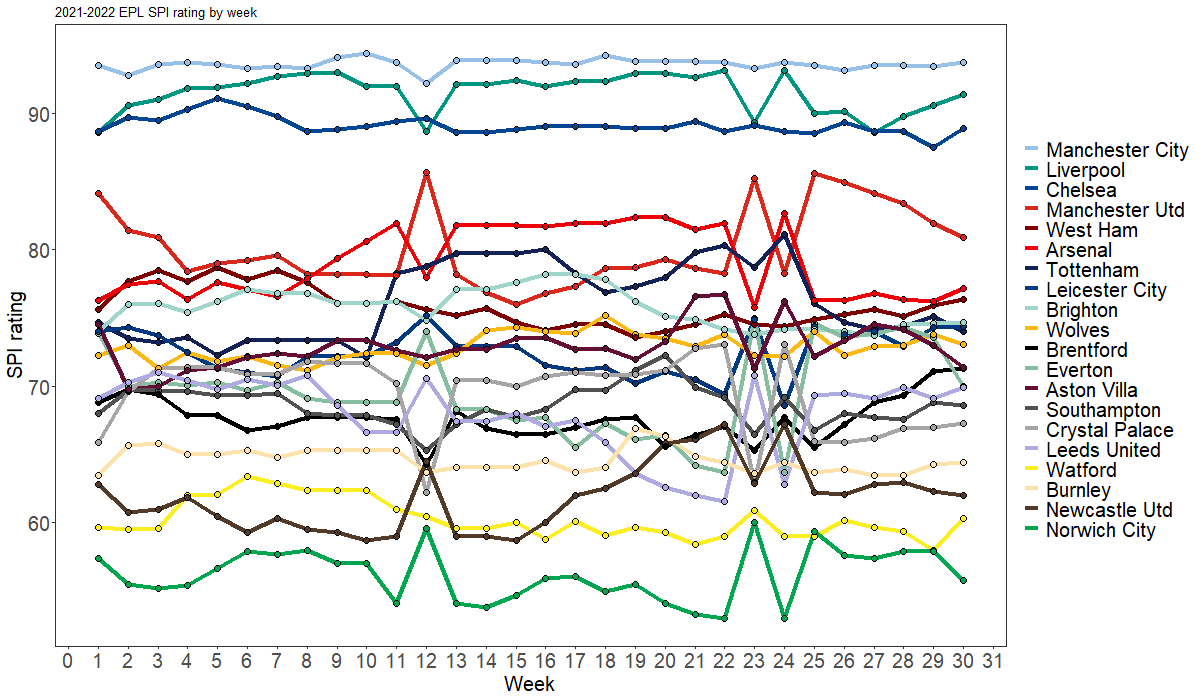 2021-2022 EPL SPI rating by week
SPI rating
90
80
70
60
0 1 2 3 4 5 6 7 8 9 10 11 12 13 14 15 16 17 18 19 20 21 22 23 24 25 26 27 28 29 30 31
Week
Manchester City
Liverpool
Chelsea
Manchester Utd
West Ham
Arsenal
Tottenham
Leicester City
Brighton
Wolves
Brentford
Everton
Aston Villa
Southampton
Crystal Palace
Leeds United
Watford
Burnley
Newcastle Utd
Norwich City